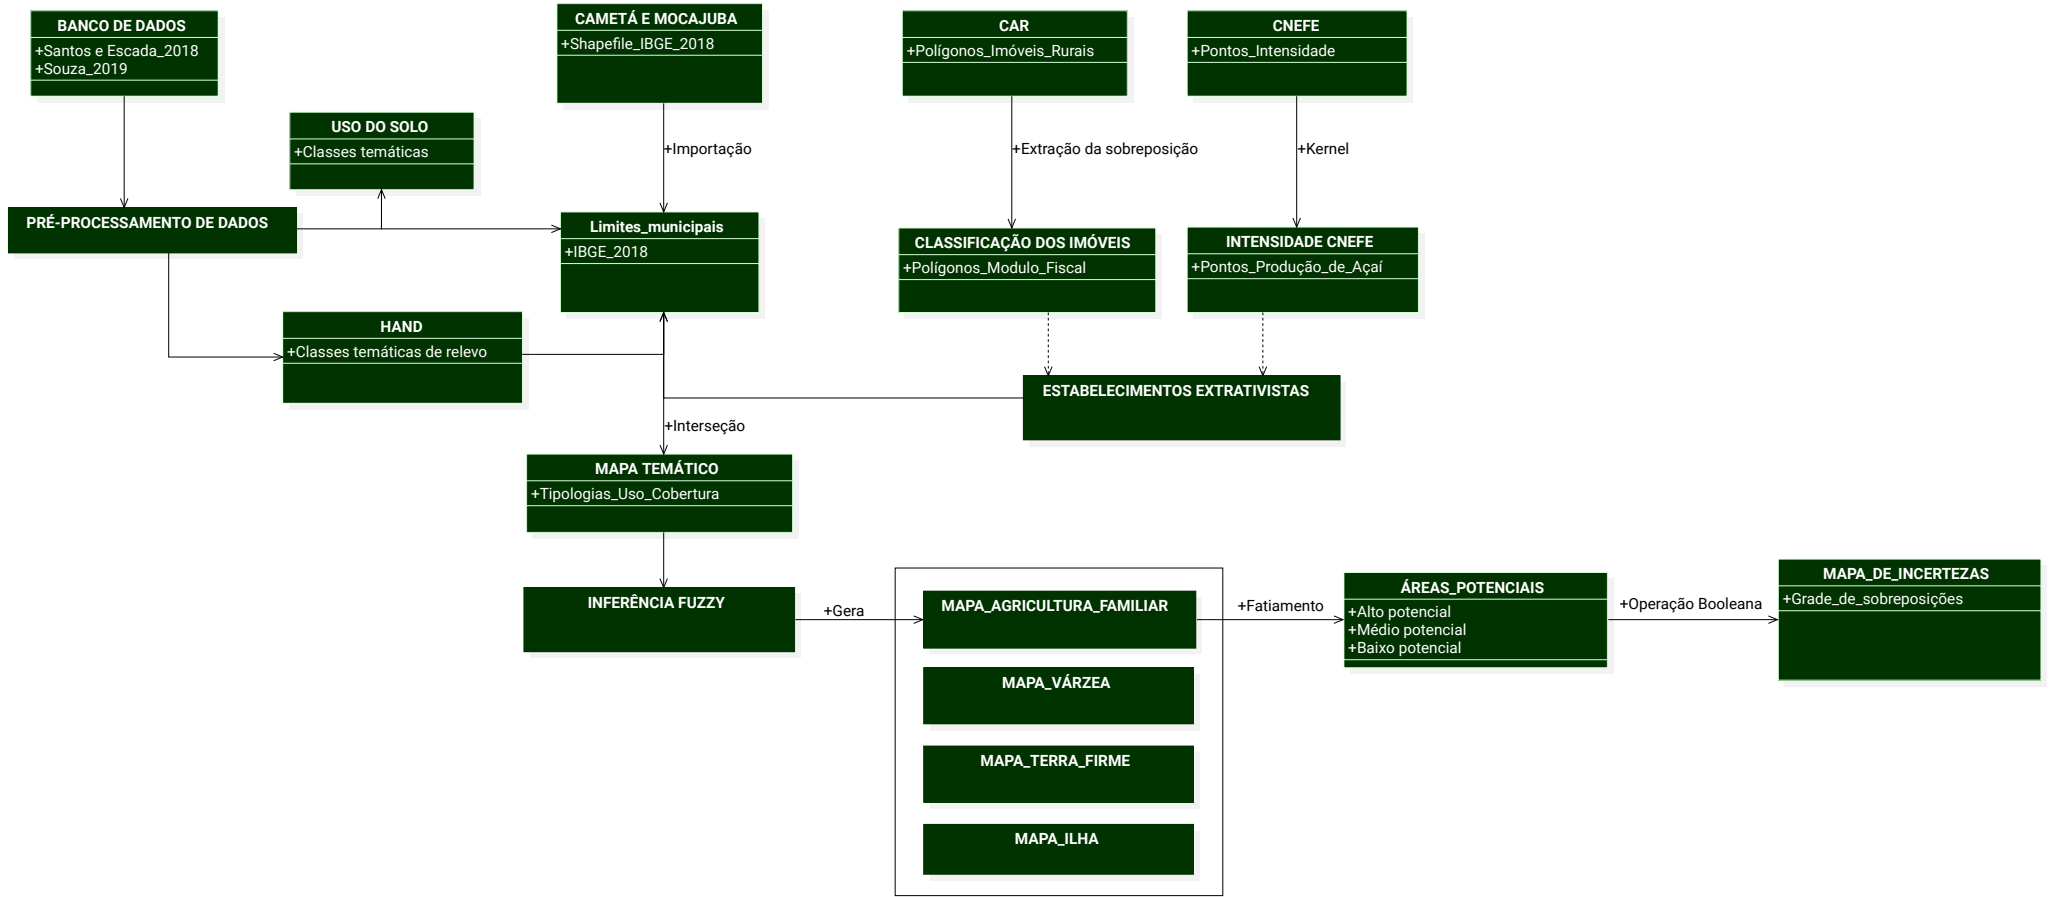 BANCO DE DADOS
+Santos e Escada_2018
+Souza_2019
CAMETÁ E MOCAJUBA
+Shapefile_IBGE_2018
CAR
+Polígonos_Imóveis_Rurais
CNEFE
+Pontos_Intensidade
USO DO SOLO
+Classes temáticas
+Importação
+Extração da sobreposição
+Kernel
PRÉ-PROCESSAMENTO DE DADOS
Limites_municipais
+IBGE_2018
CLASSIFICAÇÃO DOS IMÓVEIS
+Polígonos_Modulo_Fiscal
INTENSIDADE CNEFE
+Pontos_Produção_de_Açaí
HAND
+Classes temáticas de relevo
ESTABELECIMENTOS EXTRATIVISTAS
+Interseção
MAPA TEMÁTICO
+Tipologias_Uso_Cobertura
INFERÊNCIA FUZZY
+Gera
MAPA_AGRICULTURA_FAMILIAR
MAPA_VÁRZEA
MAPA_TERRA_FIRME
MAPA_ILHA
+Fatiamento
ÁREAS_POTENCIAIS
+Alto potencial
+Médio potencial
+Baixo potencial
+Operação Booleana
MAPA_DE_INCERTEZAS
+Grade_de_sobreposições